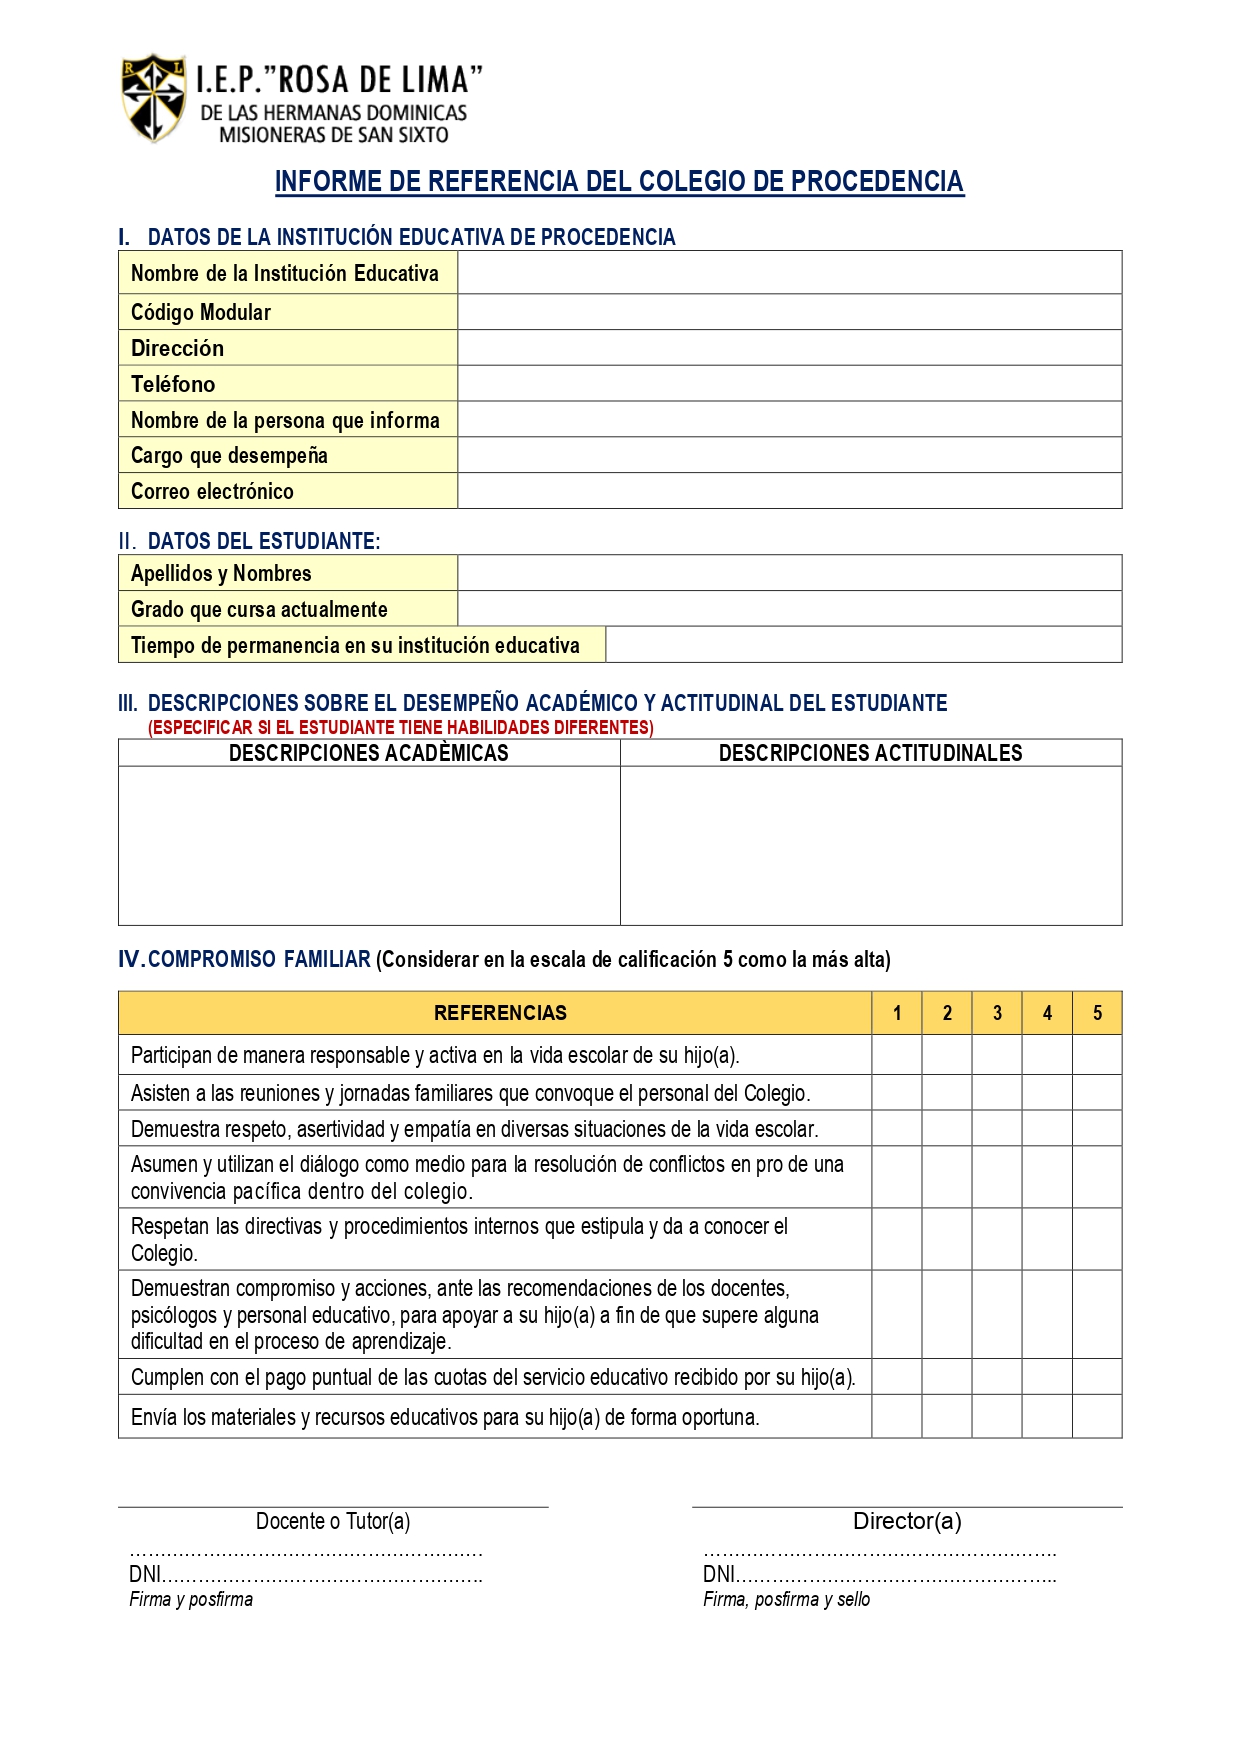 R L
I.E.P.”ROSA DE LIMA”
DE LAS HERMANAS DOMINICAS
MISIONERAS DE SAN SIXTO
INFORME DE REFERENCIA DEL COLEGIO DE PROCEDENCIA
I. DATOS DE LA INSTITUCIÓN EDUCATIVA DE PROCEDENCIA
Nombre de la Institución Educativa
Código Modular
Dirección
Teléfono
Nombre de la persona que informa
Cargo que desempeña
Correo electrónico
II. DATOS DEL ESTUDIANTE:
Apellidos y Nombres
Grado que cursa actualmente
Tiempo de permanencia en su institución educativa
III. DESCRIPCIONES SOBRE EL DESEMPEÑO ACADÉMICO Y ACTITUDINAL DEL ESTUDIANTE
(ESPECIFICAR SI EL ESTUDIANTE TIENE HABILIDADES DIFERENTES)
DESCRIPCIONES ACADÈMICAS DESCRIPCIONES ACTITUDINALES
IV. COMPROMISO FAMILIAR (Considerar en la escala de calificación 5 como la más alta)
REFERENCIAS 1 2 3 4 5
Participan de manera responsable y activa en la vida escolar de su hijo(a).
Asisten a las reuniones y jornadas familiares que convoque el personal del Colegio.
Demuestra respeto, asertividad y empatía en diversas situaciones de la vida escolar.
Asumen y utilizan el diálogo como medio para la resolución de conflictos en pro de una
convivencia pacífica dentro del colegio.
Respetan las directivas y procedimientos internos que estipula y da a conocer el
Colegio.
Demuestran compromiso y acciones, ante las recomendaciones de los docentes,
psicólogos y personal educativo, para apoyar a su hijo(a) a fin de que supere alguna
dificultad en el proceso de aprendizaje.
Cumplen con el pago puntual de las cuotas del servicio educativo recibido por su hijo(a).
Envía los materiales y recursos educativos para su hijo(a) de forma oportuna.
Docente o Tutor(a) Director(a)
………………………………………………… …………………………………………………..
DNI…………………………………………….. DNI……………………………………………...
Firma y posfirma Firma, posfirma y sello